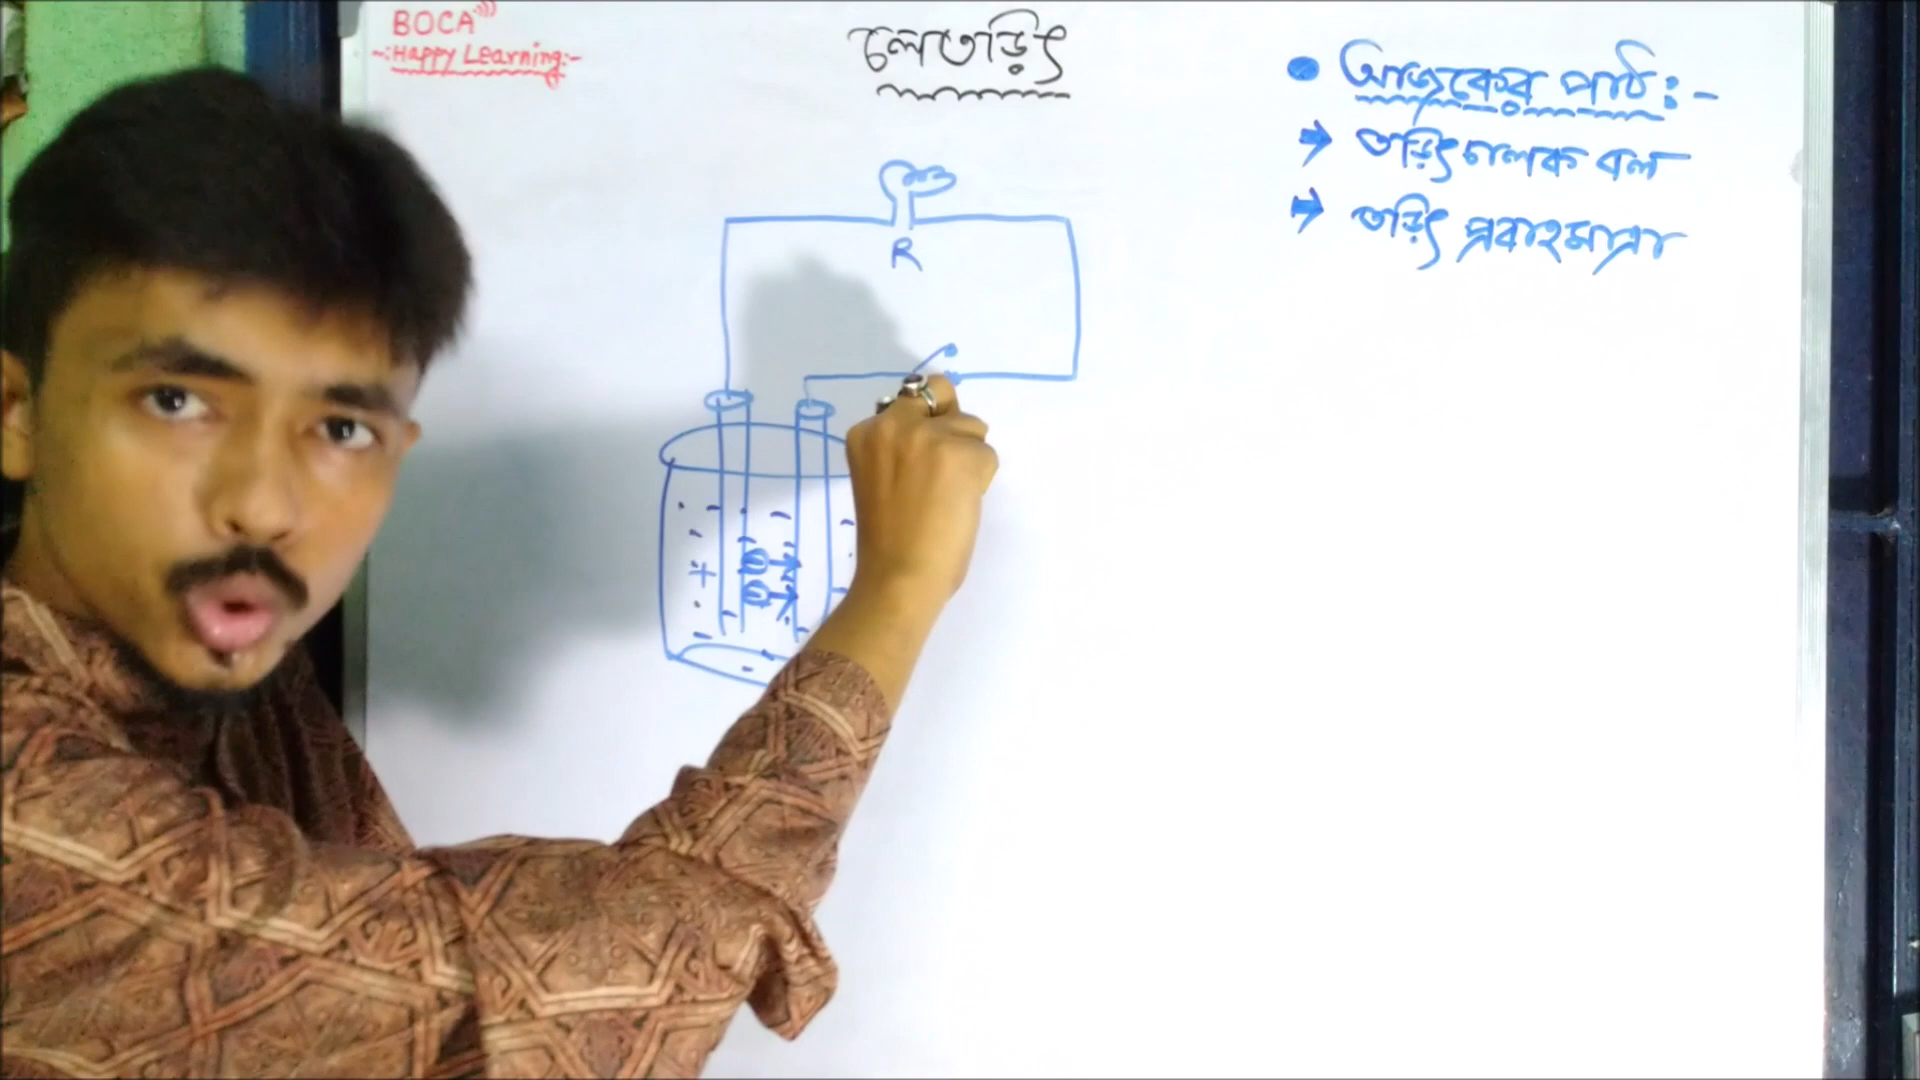 BOCA
-:Happy Learning:-
চলতড়িৎ
• আজকের পাঠ:-
→ তড়িৎচালক বল
→ তড়িৎ প্রবাহমাত্রা
R
+